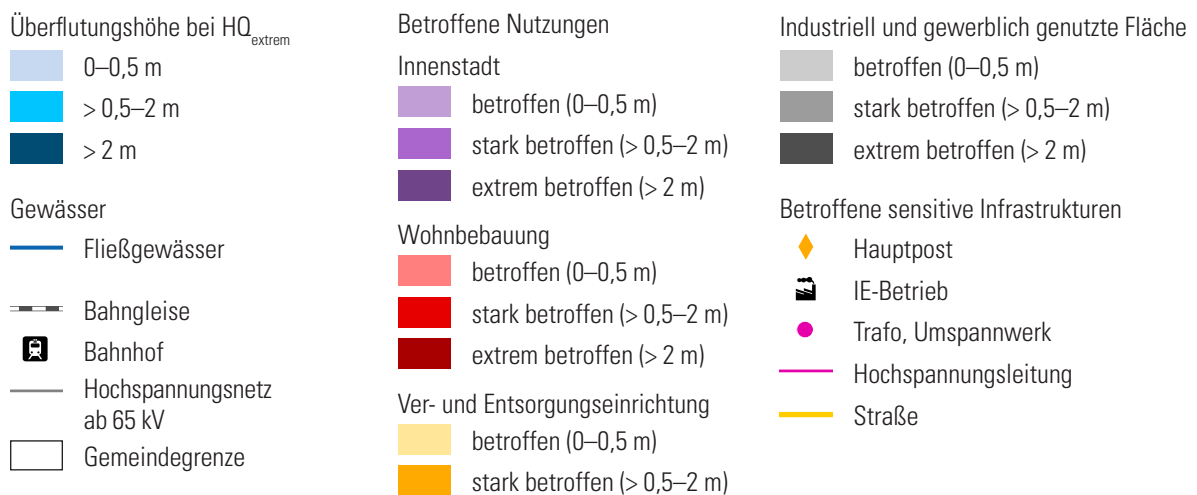 Überflutungshöhe bei HQextrem
0–0,5 m
> 0,5–2 m
> 2 m
Gewässer
Fließgewässer
Bahngleise
Bahnhof
Hochspannungsnetz
ab 65 kV
Gemeindegrenze
Betroffene Nutzungen
Innenstadt
betroffen (0–0,5 m)
stark betroffen (> 0,5–2 m)
extrem betroffen (> 2 m)
Wohnbebauung
betroffen (0–0,5 m)
stark betroffen (> 0,5–2 m)
extrem betroffen (> 2 m)
Ver- und Entsorgungseinrichtung
betroffen (0–0,5 m)
stark betroffen (> 0,5–2 m)
Industriell und gewerblich genutzte Fläche
betroffen (0–0,5 m)
stark betroffen (> 0,5–2 m)
extrem betroffen (> 2 m)
Betroffene sensitive Infrastrukturen
Hauptpost
IE-Betrieb
Trafo, Umspannwerk
Hochspannungsleitung
Straße